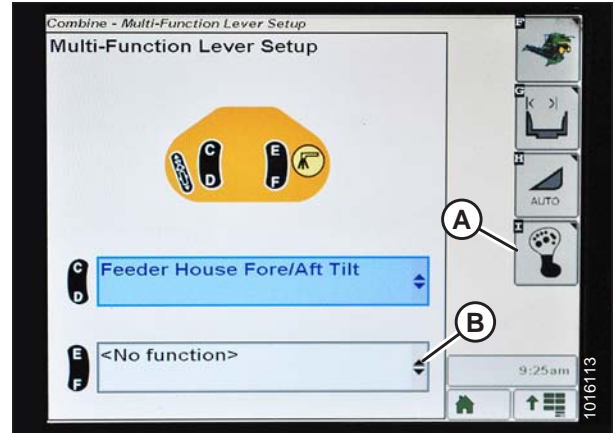 Combine - Multi-Function Lever Setup
Multi-Function Lever Setup
F
G
H
AUTO
I
A
C
D
E
F
C
D
Feeder House Fore/Aft Tilt
B
E
F
<No function>
9:25am
1016113